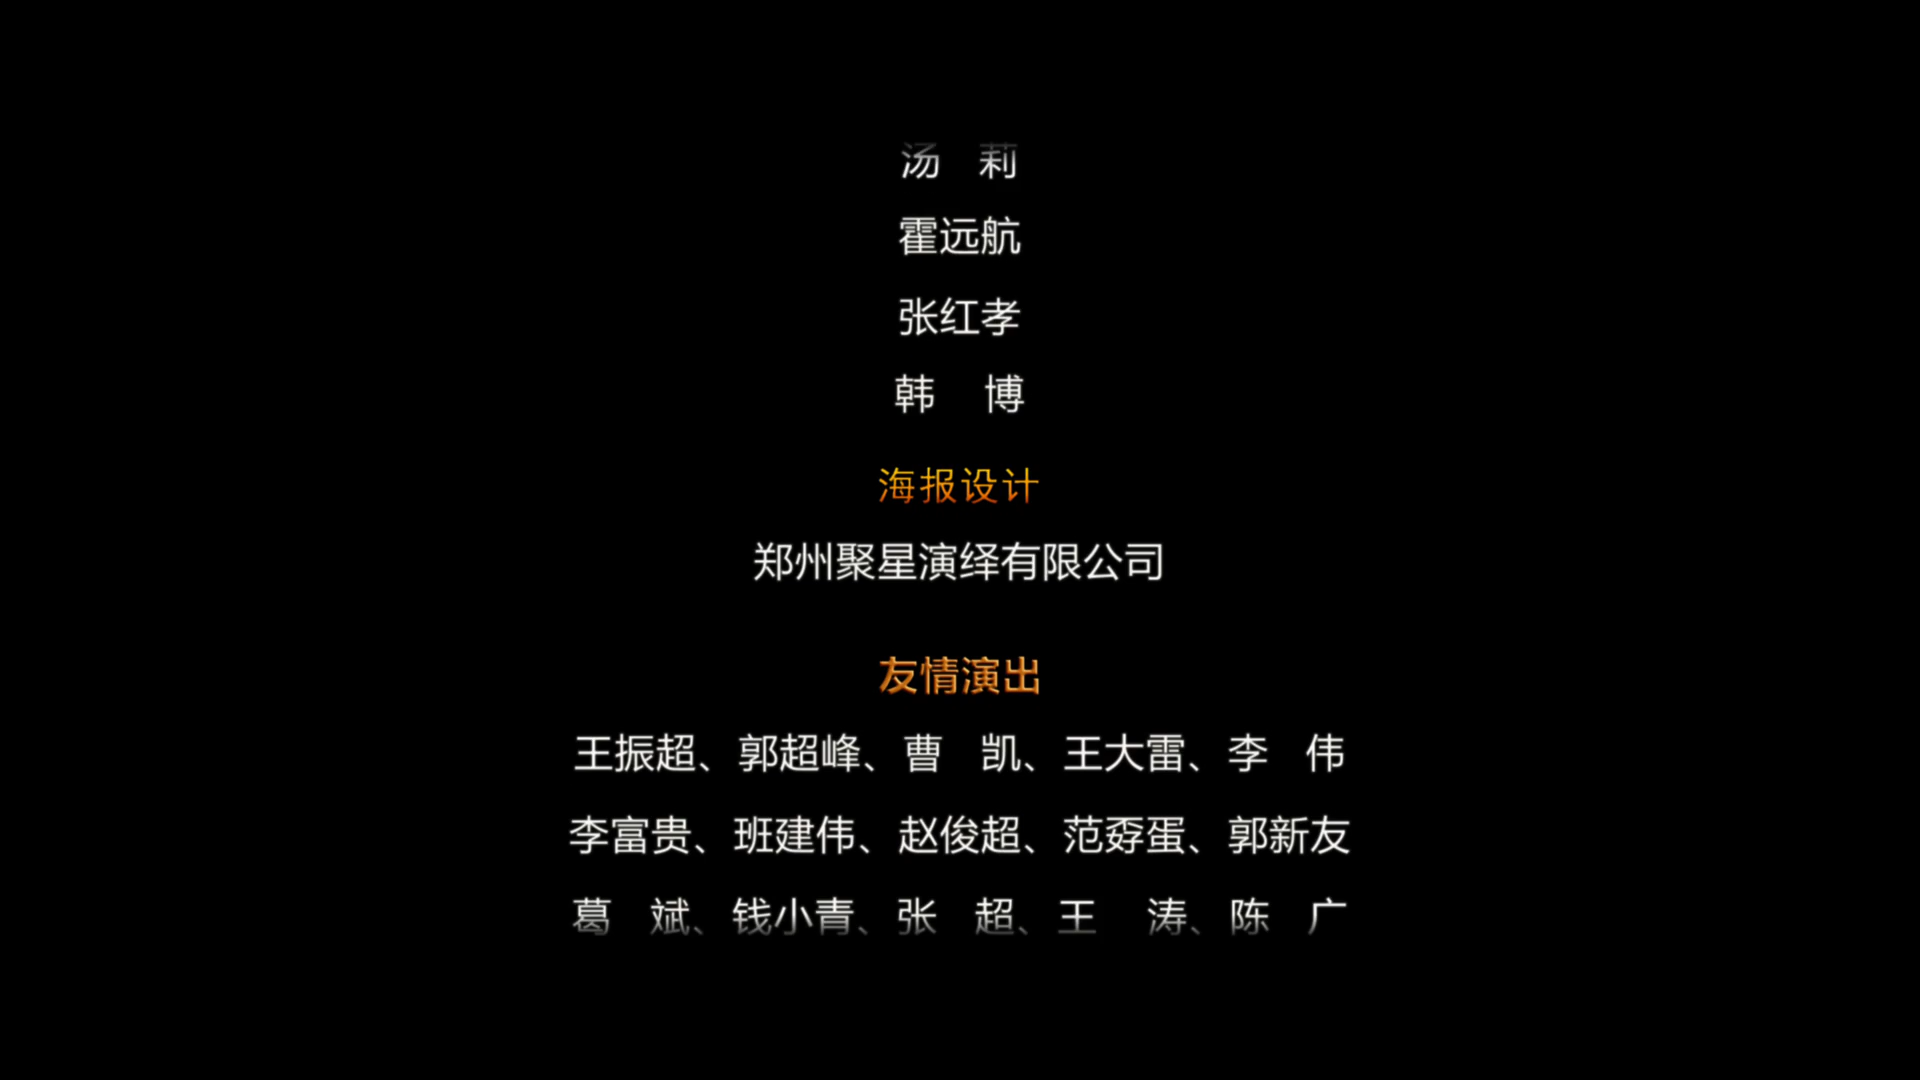 汤　莉
霍远航
张红孝
韩　博
海报设计
郑州聚星演绎有限公司
友情演出
王振超、郭超峰、曹　凯、王大雷、李　伟
李富贵、班建伟、赵俊超、范孬蛋、郭新友
葛　斌、钱小青、张　超、王　涛、陈　广